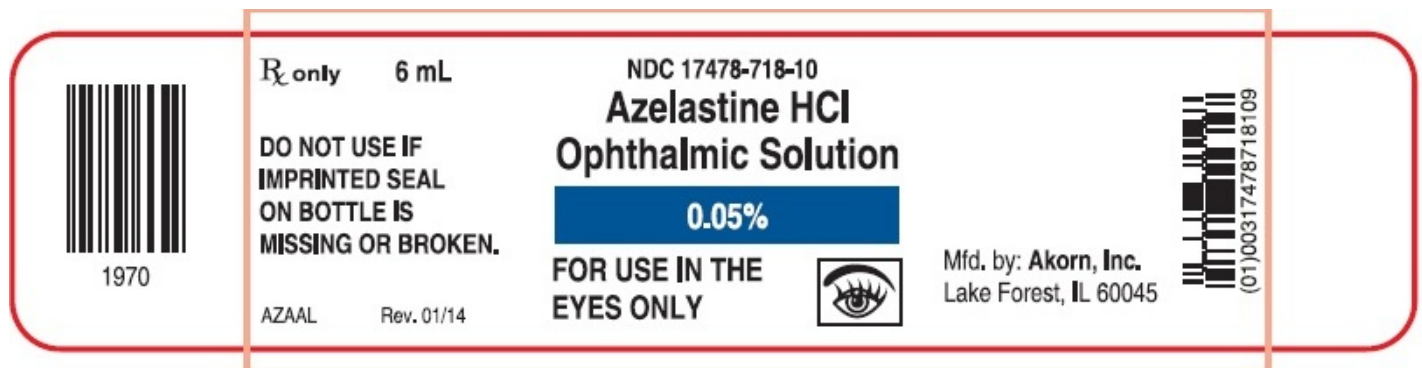 1970
Rx only 6 mL
DO NOT USE IF
IMPRINTED SEAL
ON BOTTLE IS
MISSING OR BROKEN.
AZAAL Rev. 01/14
NDC 17478-718-10
Azelastine HCl
Ophthalmic Solution
0.05%
FOR USE IN THE
EYES ONLY
Mfd. by: Akorn, Inc.
Lake Forest, IL 60045
(01)00317478718109